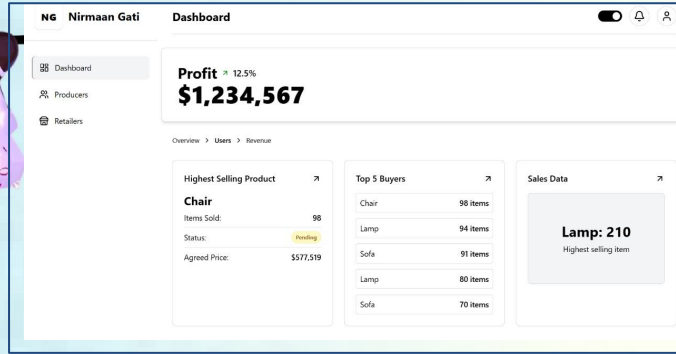 NG Nirmaan Gati
Dashboard
Dashboard
Producers
Retailers
Profit 12.5%
$1,234,567
Overview > Users > Revenue
Highest Selling Product
Chair
Items Sold: 98
Status: Pending
Agreed Price: $577,519
Top 5 Buyers
Chair 98 items
Lamp 94 items
Sofa 91 items
Lamp 80 items
Sofa 70 items
Sales Data
Lamp: 210
Highest selling item